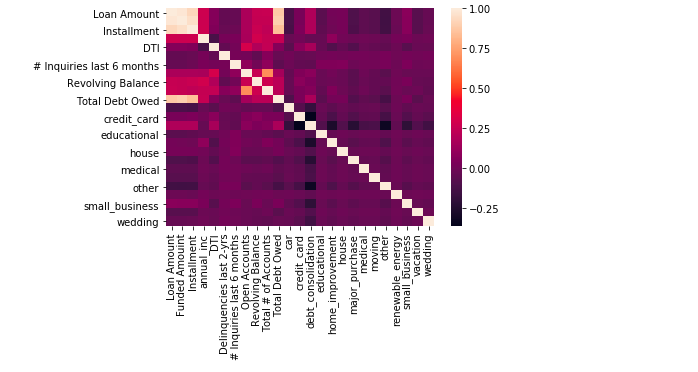 Loan Amount
Installment
DTI
# Inquiries last 6 months
Revolving Balance
Total Debt Owed
credit_card
educational
house
medical
other
small_business
wedding
1.00
0.75
0.50
0.25
0.00
−0.25
Loan Amount
Funded Amouint
Installment
annual_inc
DTI
Delinquencies last 2-yrs
# Inquiries last 6 months
Open Accounts
Revolving Balance
Total # of Accounts
Total Debt Owed
car
credit_card
debt_consolidation
educational
home_improvement
house
major_purchase
medical
moving
other
renewable_energy
small_business
vacation
wedding